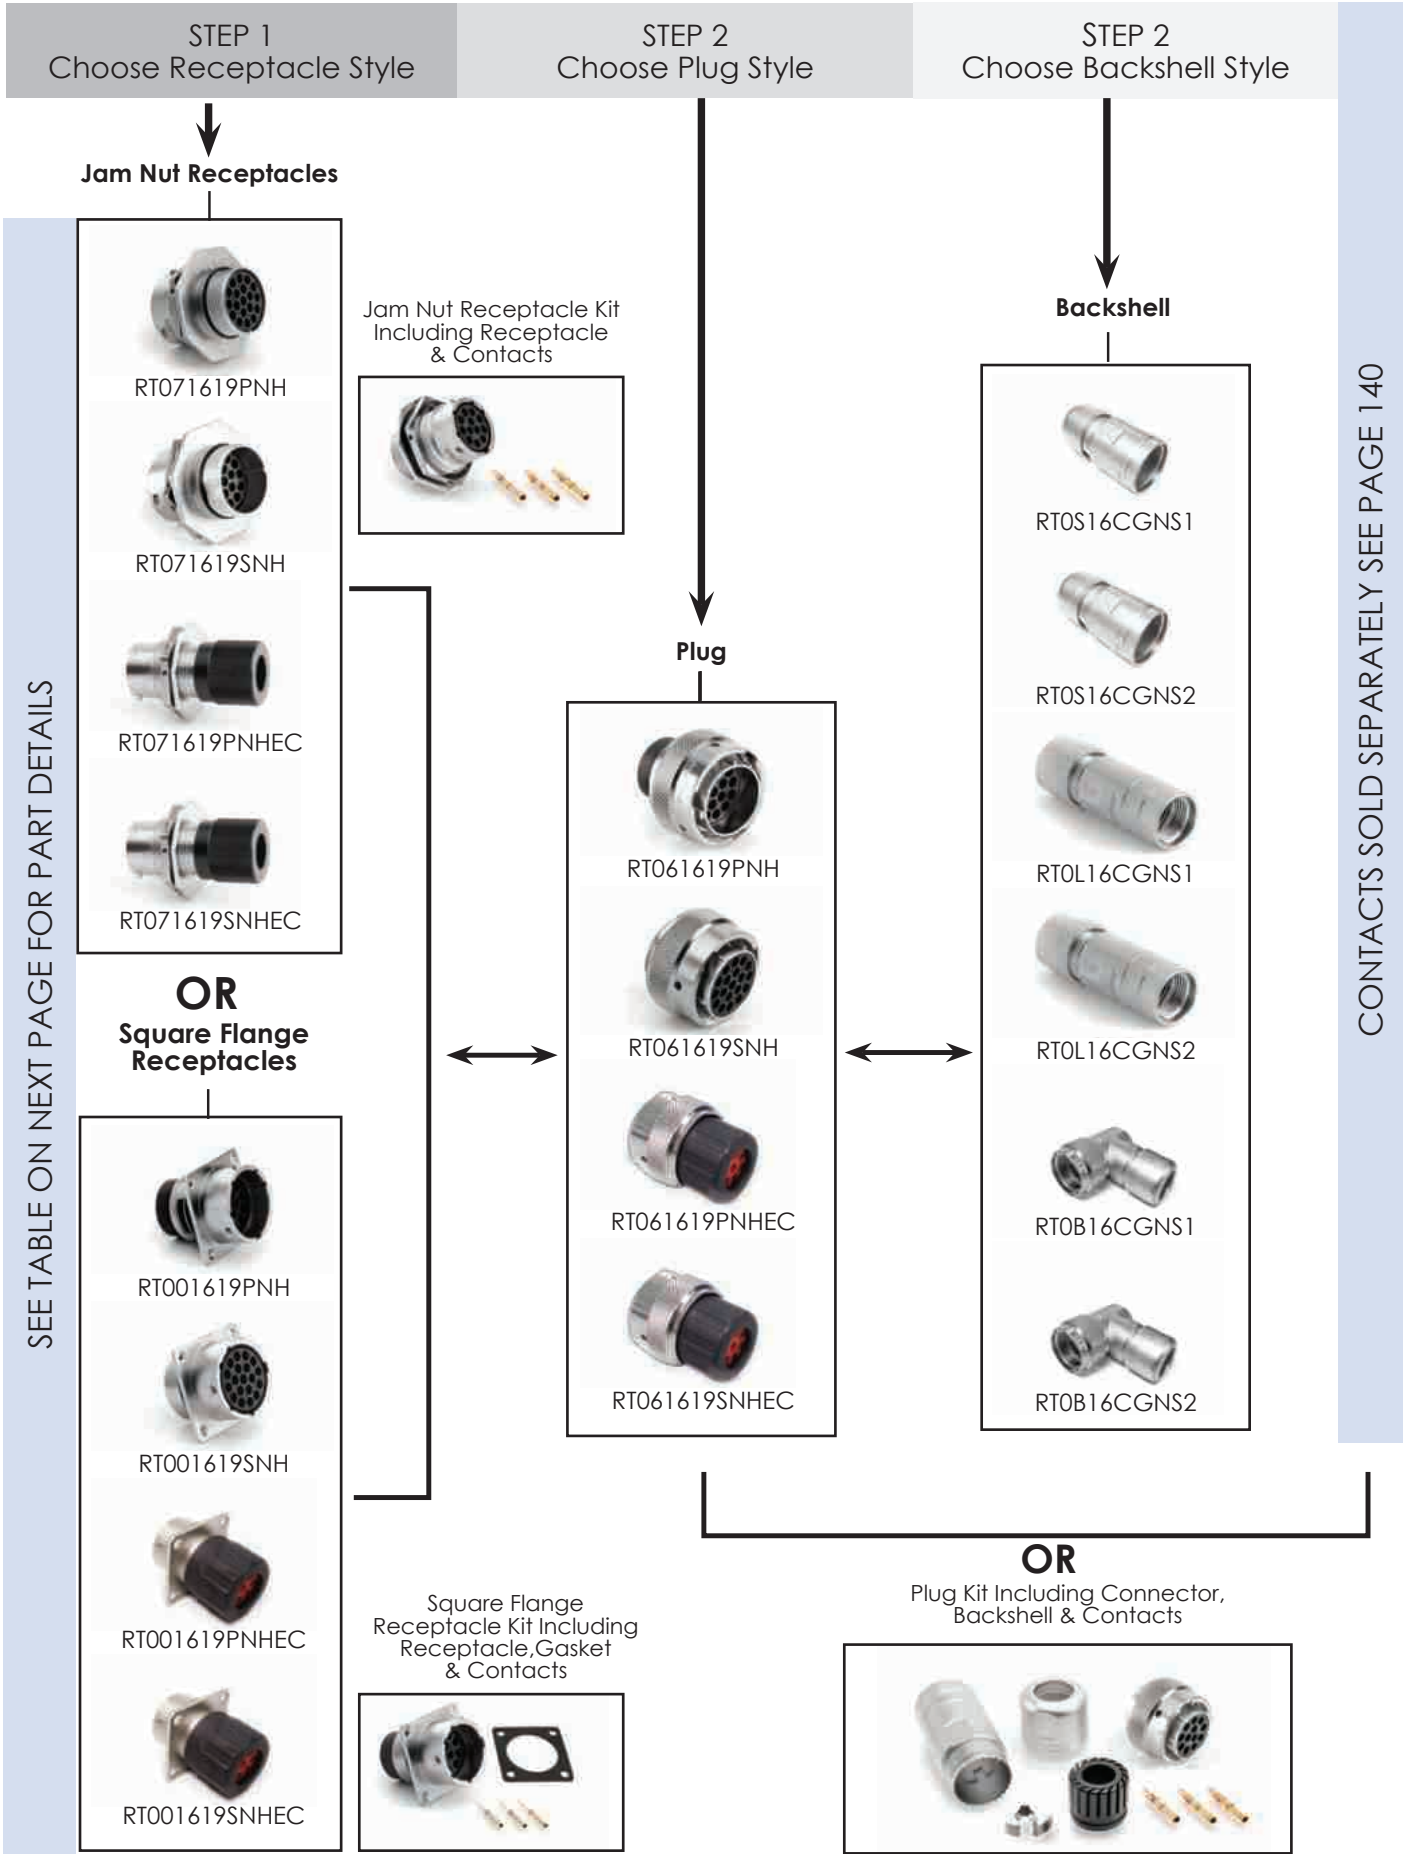 STEP 1
Choose Receptacle Style
STEP 2
Choose Plug Style
STEP 2
Choose Backshell Style
Jam Nut Receptacles
RT071619PNH
RT071619SNH
RT071619PNHEC
RT071619SNHEC
Jam Nut Receptacle Kit
Including Receptacle
& Contacts
OR
Square Flange
Receptacles
RT001619PNH
RT001619SNH
RT001619PNHEC
RT001619SNHEC
Square Flange
Receptacle Kit Including
Receptacle,Gasket
& Contacts
Plug
RT061619PNH
RT061619SNH
RT061619PNHEC
RT061619SNHEC
Backshell
RT0S16CGNS1
RT0S16CGNS2
RT0L16CGNS1
RT0L16CGNS2
RT0B16CGNS1
RT0B16CGNS2
OR
Plug Kit Including Connector,
Backshell & Contacts
SEE TABLE ON NEXT PAGE FOR PART DETAILS
CONTACTS SOLD SEPARATELY SEE PAGE 140